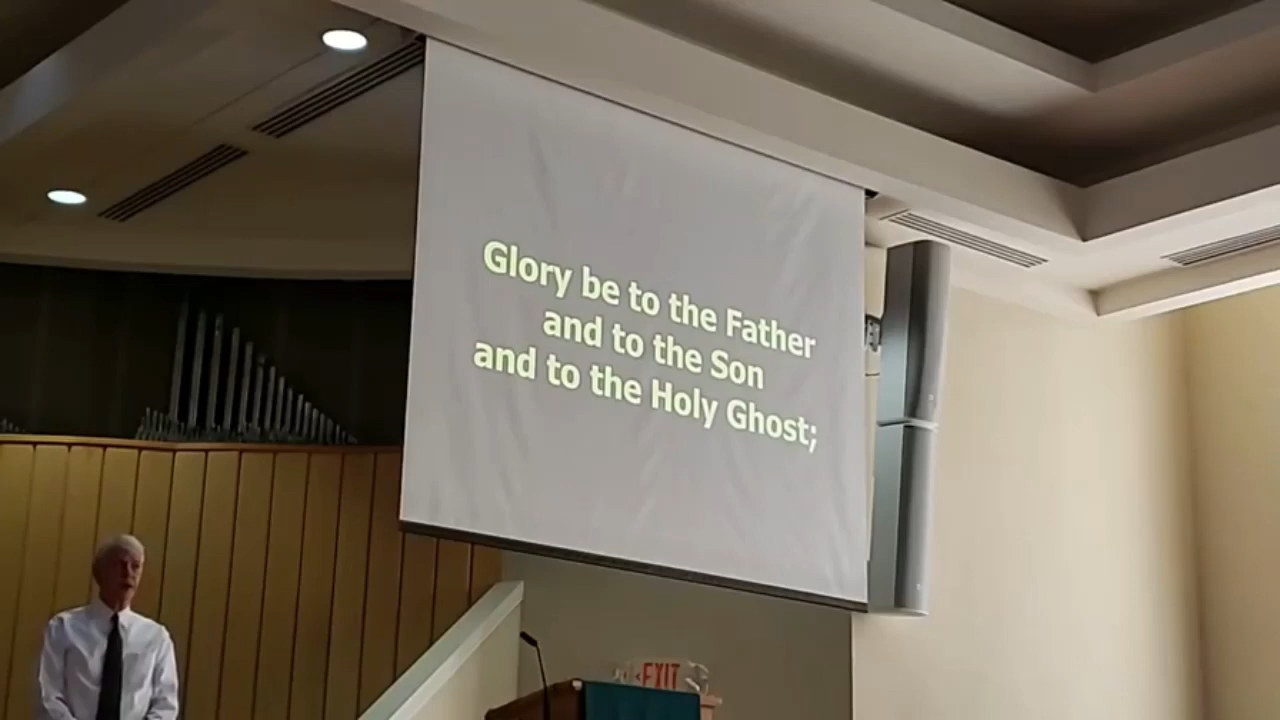 Glory be to the Father
and to the Son
and to the Holy Ghost;
EXIT